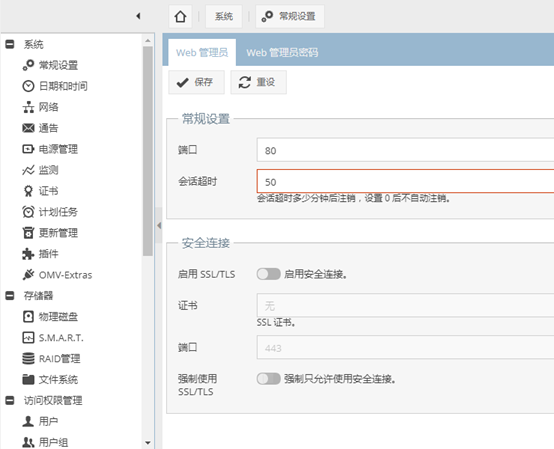 系统
常规设置
Web 管理员
Web 管理员密码
保存
重设
系统
常规设置
日期和时间
网络
通告
电源管理
监测
证书
计划任务
更新管理
插件
OMV-Extras
存储器
物理磁盘
S.M.A.R.T.
RAID管理
文件系统
访问权限管理
用户
用户组
常规设置
端口
80
会话超时
50
会话超时多少分钟后注销，设置 0 后不自动注销。
安全连接
启用 SSL/TLS
启用安全连接。
证书
无
SSL 证书。
端口
443
强制使用
SSL/TLS
强制只允许使用安全连接。